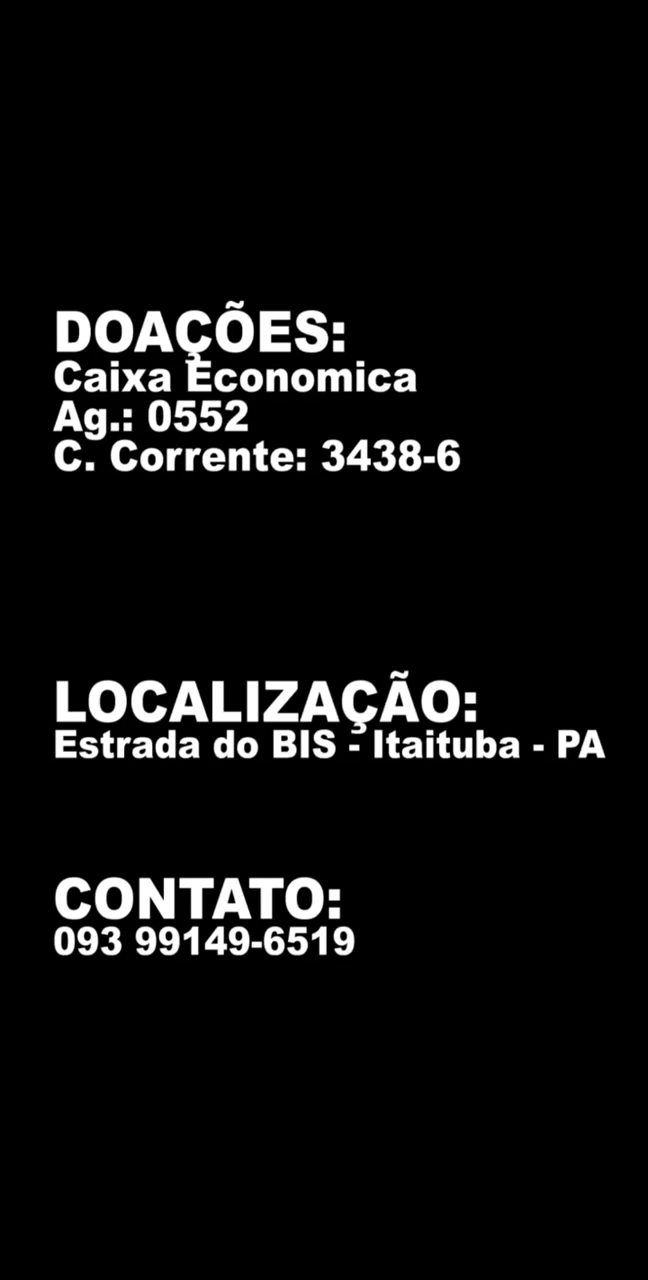 DOAÇÕES:
Caixa Economica
Ag.: 0552
C. Corrente: 3438-6
LOCALIZAÇÃO:
Estrada do BIS - Itaituba - PA
CONTATO:
093 99149-6519